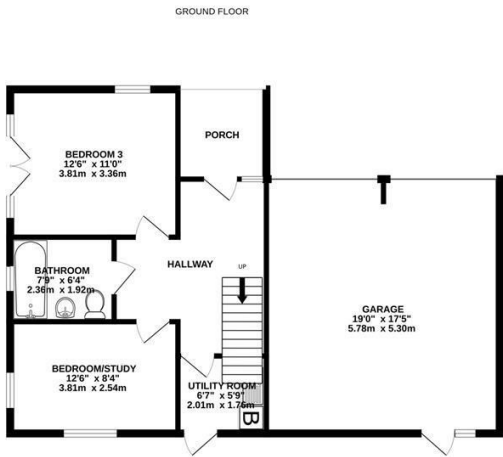 GROUND FLOOR
PORCH
BEDROOM 3
12'6" x 11'0"
3.81m x 3.36m
UP
HALLWAY
BATHROOM
7'9" x 6'4"
2.36m x 1.92m
GARAGE
19'0" x 17'5"
5.78m x 5.30m
BEDROOM/STUDY
12'6" x 8'4"
3.81m x 2.54m
UTILITY ROOM
6'7" x 5'9"
2.01m x 1.76m
B